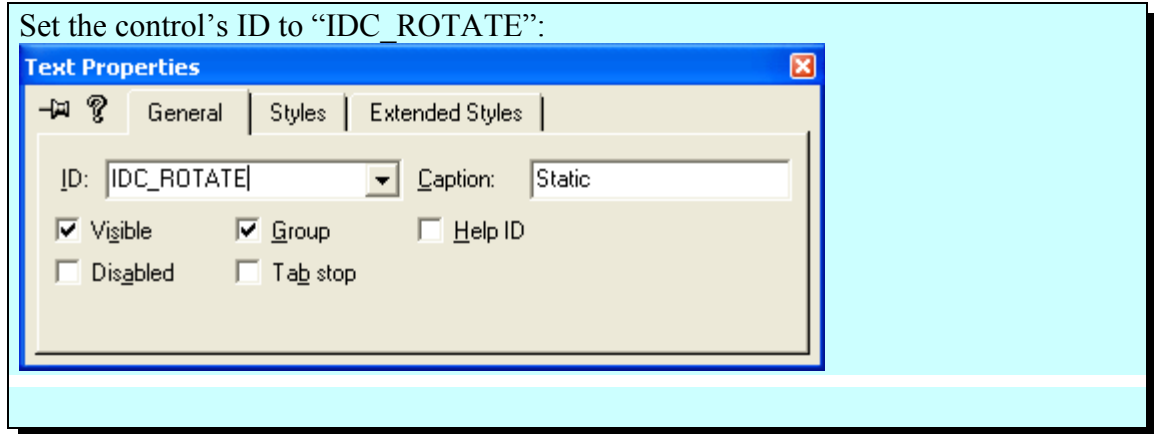 Set the control’s ID to “IDC_ROTATE”:
Text Properties
General Styles Extended Styles
ID: IDC_ROTATE Caption: Static
Visible Group Help ID
Disabled Tab stop